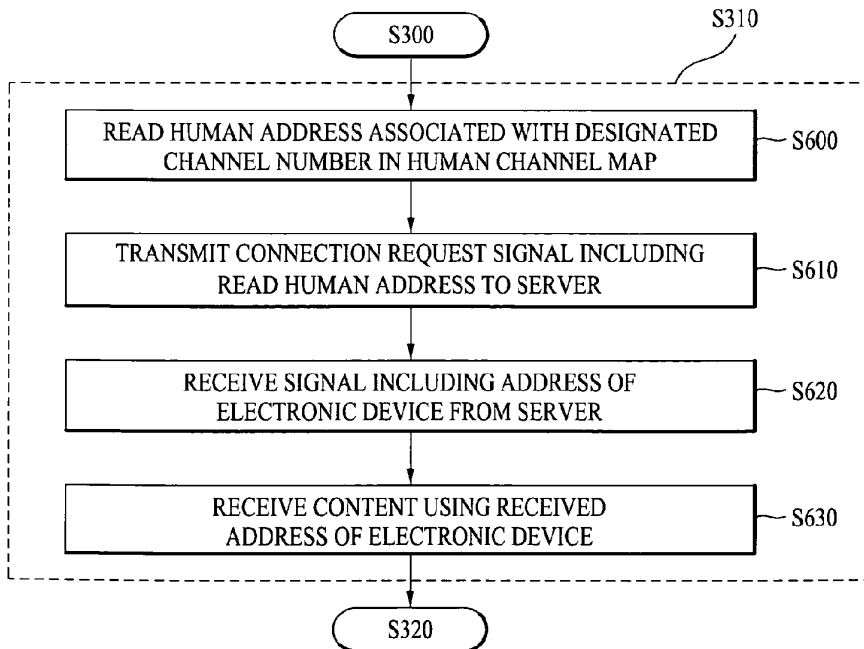 S300
S310
READ HUMAN ADDRESS ASSOCIATED WITH DESIGNATED
CHANNEL NUMBER IN HUMAN CHANNEL MAP
S600
TRANSMIT CONNECTION REQUEST SIGNAL INCLUDING
READ HUMAN ADDRESS TO SERVER
S610
RECEIVE SIGNAL INCLUDING ADDRESS OF
ELECTRONIC DEVICE FROM SERVER
S620
RECEIVE CONTENT USING RECEIVED
ADDRESS OF ELECTRONIC DEVICE
S630
S320